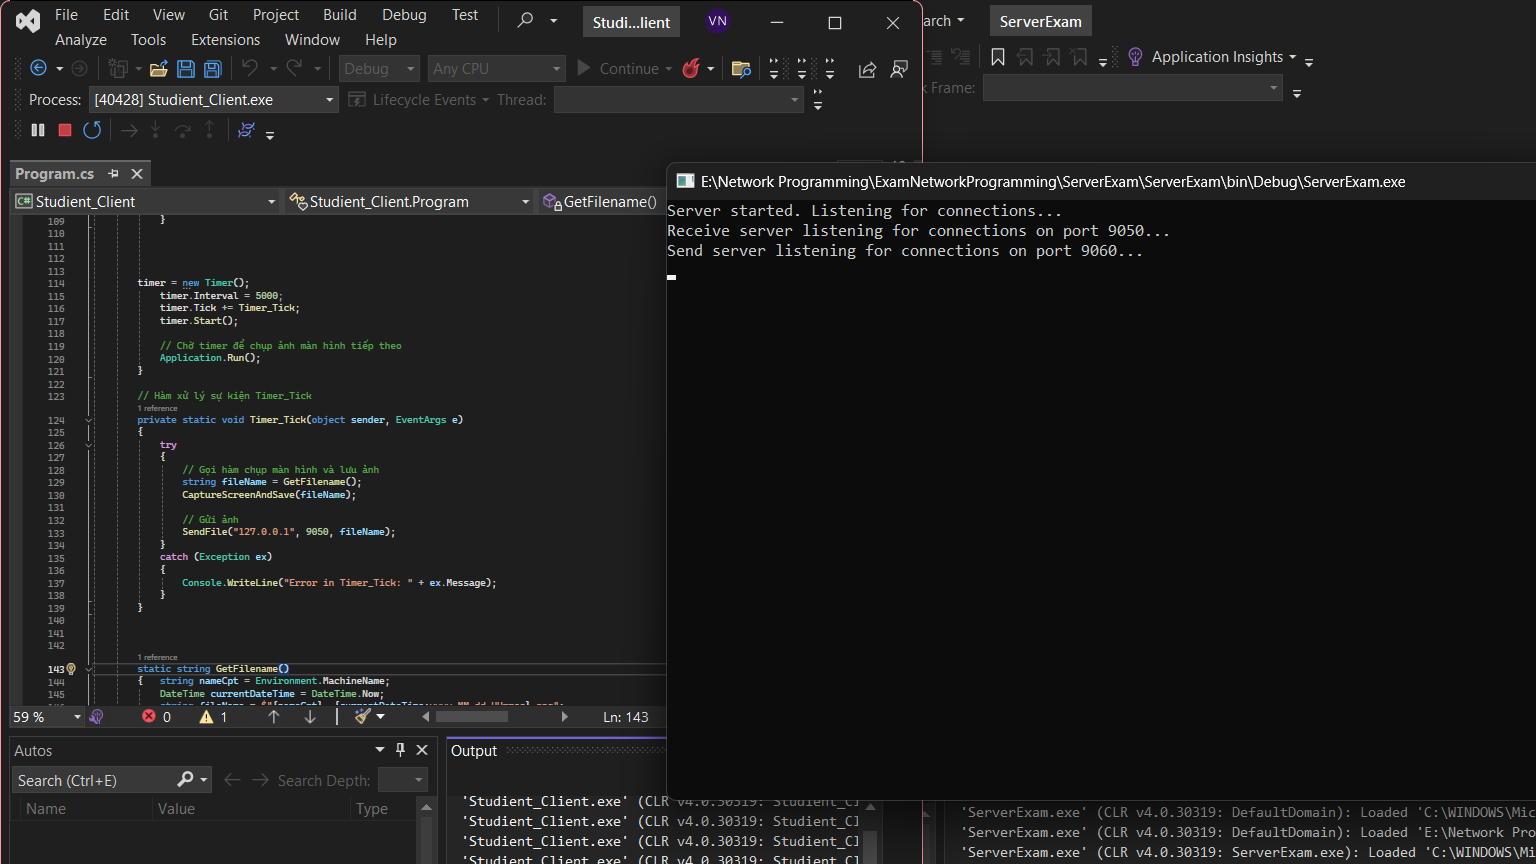 File Edit View Git Project Build Debug Test
Studi...lient
VN
Analyze Tools Extensions Window Help
arch
ServerExam
Debug
Any CPU
Continue
Application Insights
Process: [40428] Studient_Client.exe
Lifecycle Events
Thread:
Frame:
Program.cs
Studient_Client
Studient_Client.Program
GetFilename()
109 }
110
111
112
113
114 timer = new Timer();
115 timer.Interval = 5000;
116 timer.Tick += Timer_Tick;
117 timer.Start();
118
119 // Chờ timer để chụp ảnh màn hình tiếp theo
120 Application.Run();
121 }
122
123 // Hàm xử lý sự kiện Timer_Tick
1 reference
124 private static void Timer_Tick(object sender, EventArgs e)
125 {
126 try
127 {
128 // Gọi hàm chụp màn hình và lưu ảnh
129 string fileName = GetFilename();
130 CaptureScreenAndSave(fileName);
131
132 // Gửi ảnh
133 SendFile("127.0.0.1", 9050, fileName);
134 }
135 catch (Exception ex)
136 {
137 Console.WriteLine("Error in Timer_Tick: " + ex.Message);
138 }
139 }
140
141
142
1 reference
143 static string GetFilename()
144 { string nameCpt = Environment.MachineName;
145 DateTime currentDateTime = DateTime.Now;
59 %
0
1
Ln: 143
E:\Network Programming\ExamNetworkProgramming\ServerExam\ServerExam\bin\Debug\ServerExam.exe
Server started. Listening for connections...
Receive server listening for connections on port 9050...
Send server listening for connections on port 9060...
Autos
Search (Ctrl+E)
Search Depth:
Name Value Type
Output
'Studient_Client.exe' (CLR v4.0.30319: Studient_Cl
'Studient_Client.exe' (CLR v4.0.30319: Studient_Cl
'Studient_Client.exe' (CLR v4.0.30319: Studient_Cl
'Studient_Client.exe' (CLR v4.0.30319: Studient_Cl
'ServerExam.exe' (CLR v4.0.30319: DefaultDomain): Loaded 'C:\WINDOWS\Mic
'ServerExam.exe' (CLR v4.0.30319: DefaultDomain): Loaded 'E:\Network Pro
'ServerExam.exe' (CLR v4.0.30319: ServerExam.exe): Loaded 'C:\WINDOWS\Mi